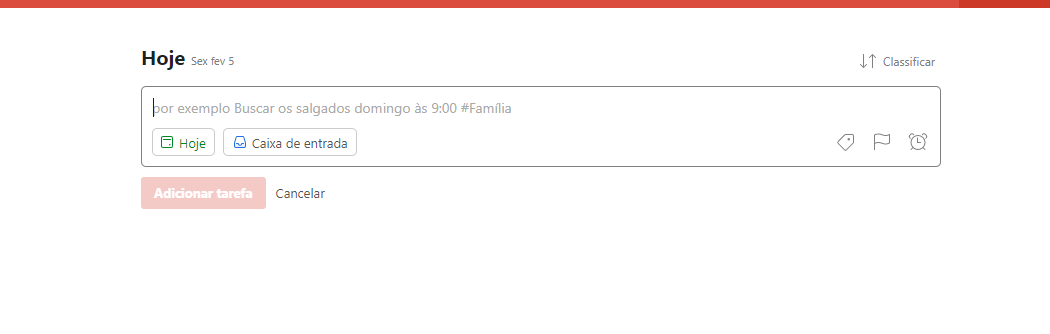 Hoje Sex fev 5
Classificar
por exemplo Buscar os salgados domingo às 9:00 #Família
Hoje Caixa de entrada
Adicionar tarefa Cancelar